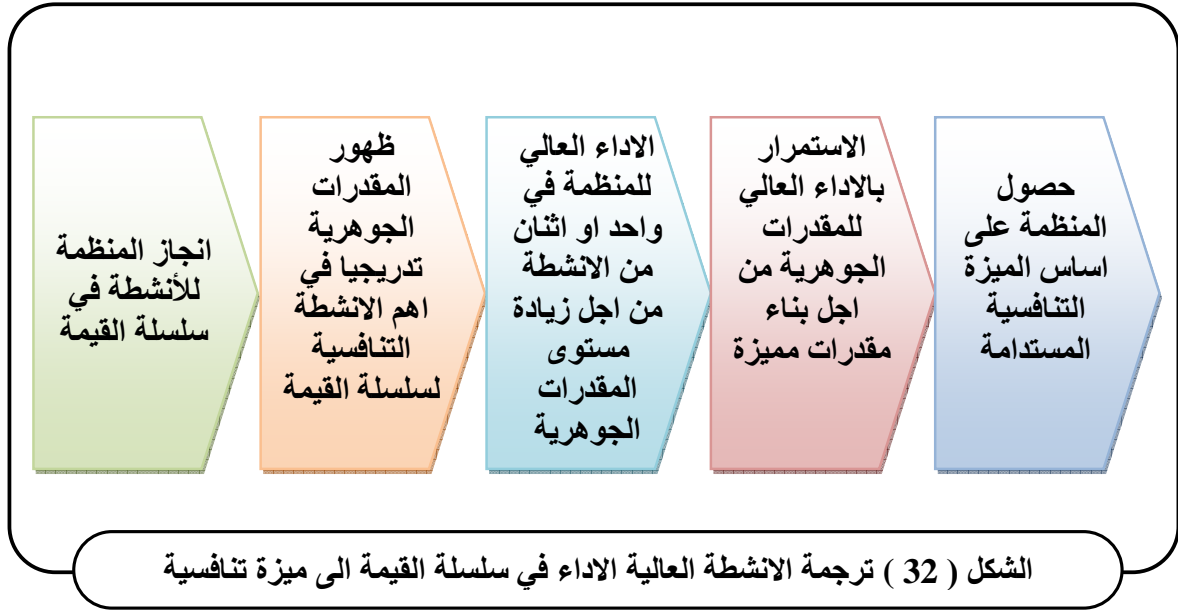 انجاز المنظمة
للأنشطة في
سلسلة القيمة
ظهور
المقدرات
الجوهرية
تدريجيا في
اهم الانشطة
التنافسية
لسلسلة القيمة
الاداء العالي
للمنظمة في
واحد او اثنان
من الانشطة
من اجل زيادة
مستوى
المقدرات
الجوهرية
الاستمرار
بالاداء العالي
للمقدرات
الجوهرية من
اجل بناء
مقدرات مميزة
حصول
المنظمة على
اساس الميزة
التنافسية
المستدامة
الشكل ( 32 ) ترجمة الانشطة العالية الاداء في سلسلة القيمة الى ميزة تنافسية